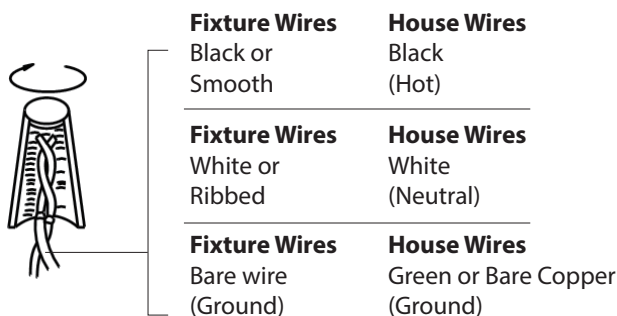 Fixture Wires House Wires
Black or Black
Smooth (Hot)
Fixture Wires House Wires
White or White
Ribbed (Neutral)
Fixture Wires House Wires
Bare wire Green or Bare Copper
(Ground) (Ground)